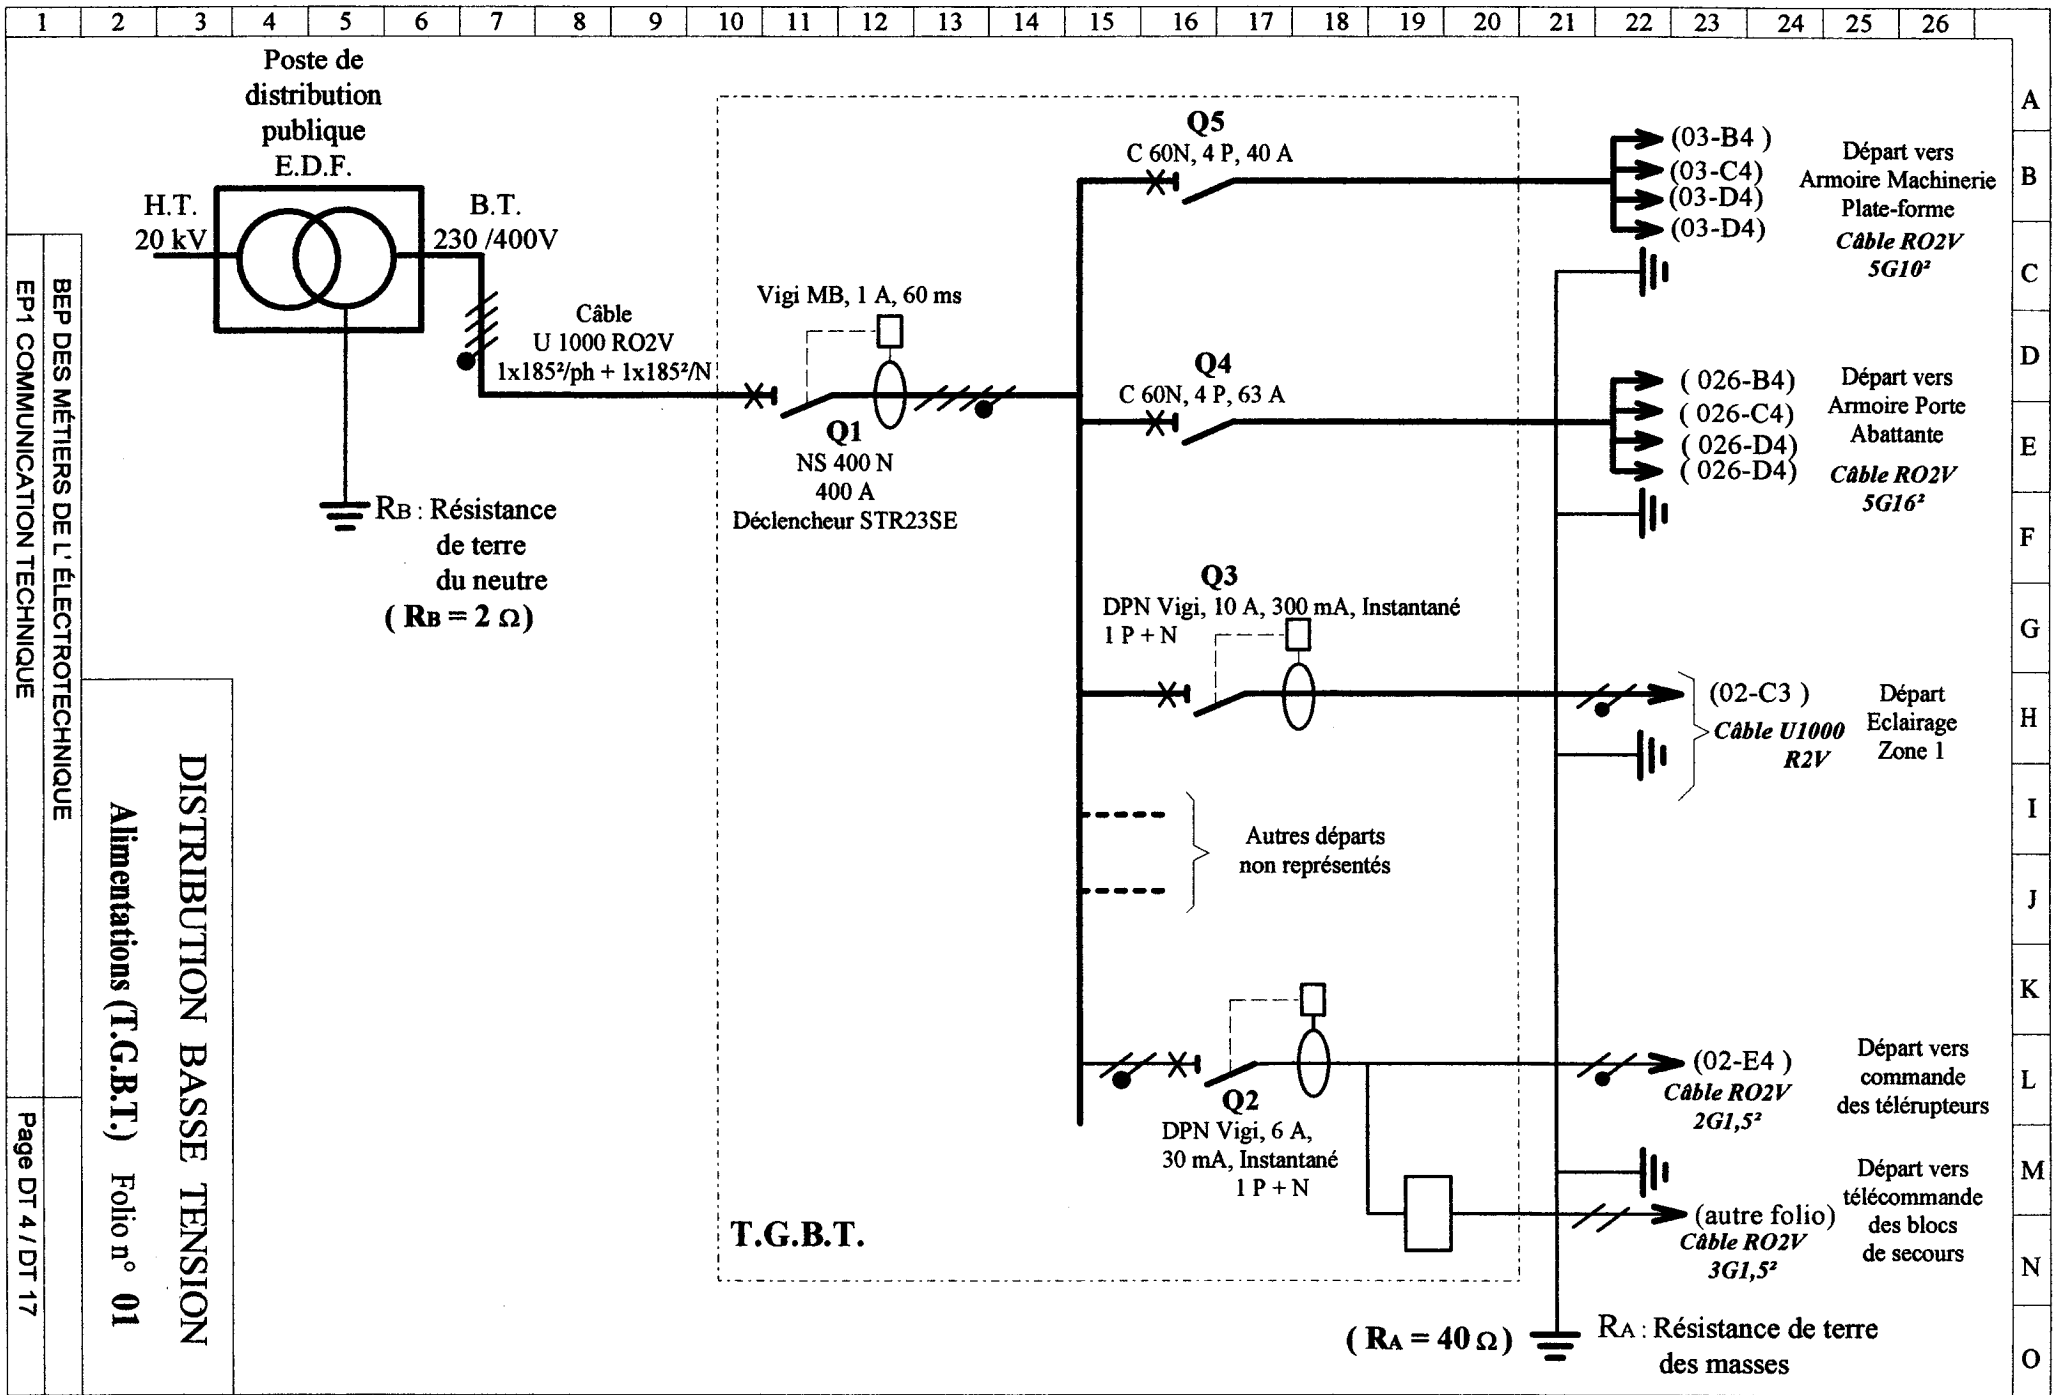 1 2 3 4 5 6 7 8 9 10 11 12 13 14 15 16 17 18 19 20 21 22 23 24 25 26
A
B
C
D
E
F
G
H
I
J
K
L
M
N
O
Poste de
distribution
publique
E.D.F.
H.T.
20 kV
B.T.
230 /400V
Câble
U 1000 RO2V
1x185²/ph + 1x185²/N
RB : Résistance
de terre
du neutre
( RB = 2 Ω )
Vigi MB, 1 A, 60 ms
Q1
NS 400 N
400 A
Déclencheur STR23SE
Q5
C 60N, 4 P, 40 A
(03-B4 )
(03-C4)
(03-D4)
(03-D4)
Départ vers
Armoire Machinerie
Plate-forme
Câble RO2V
5G10²
Q4
C 60N, 4 P, 63 A
( 026-B4)
( 026-C4)
( 026-D4)
( 026-D4)
Départ vers
Armoire Porte
Abattante
Câble RO2V
5G16²
Q3
DPN Vigi, 10 A, 300 mA, Instantané
1 P + N
(02-C3 )
Câble U1000
R2V
Départ
Eclairage
Zone 1
Autres départs
non représentés
Q2
DPN Vigi, 6 A,
30 mA, Instantané
1 P + N
(02-E4 )
Câble RO2V
2G1,5²
Départ vers
commande
des télérupteurs
(autre folio)
Câble RO2V
3G1,5²
Départ vers
télécommande
des blocs
de secours
T.G.B.T.
( RA = 40 Ω )
RA : Résistance de terre
des masses
BEP DES MÉTIERS DE L' ÉLECTROTECHNIQUE
EP1 COMMUNICATION TECHNIQUE
Page DT 4 / DT 17
DISTRIBUTION BASSE TENSION
Alimentations (T.G.B.T.) Folio n° 01